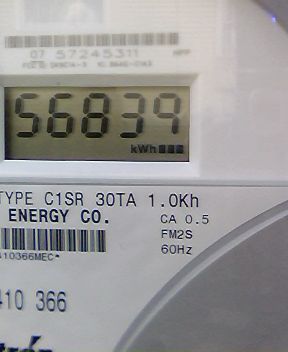 07 57245311
56839
kWh
TYPE C1SR 30TA 1.0Kh
ENERGY CO.
CA 0.5
FM2S
60Hz
410366MEC*
410 366